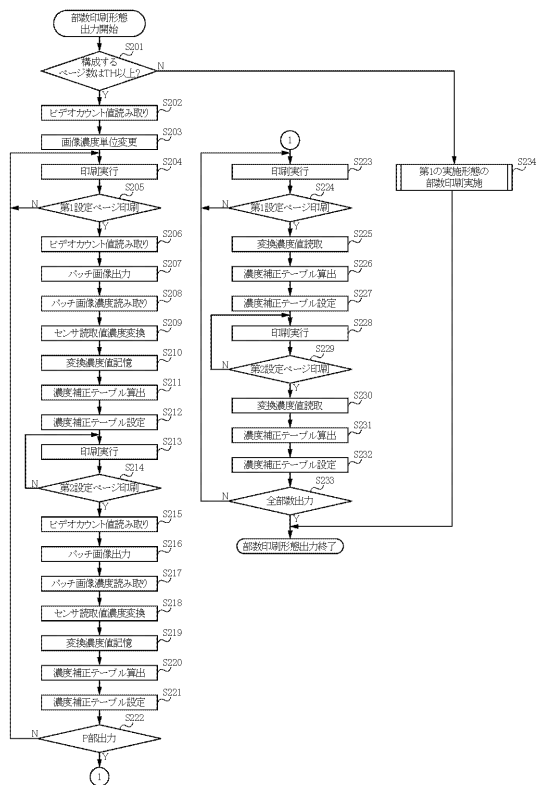 部数印刷形態
出力開始
S201
構成する
ページ数はTH以上?
N
Y
S202
ビデオカウント値読み取り
S203
画像濃度単位変更
S204
印刷実行
S205
N
第1設定ページ印刷
Y
S206
ビデオカウント値読み取り
S207
パッチ画像出力
S208
パッチ画像濃度読み取り
S209
センサ読取値濃度変換
S210
変換濃度値記憶
S211
濃度補正テーブル算出
S212
濃度補正テーブル設定
S213
印刷実行
S214
N
第2設定ページ印刷
Y
S215
ビデオカウント値読み取り
S216
パッチ画像出力
S217
パッチ画像濃度読み取り
S218
センサ読取値濃度変換
S219
変換濃度値記憶
S220
濃度補正テーブル算出
S221
濃度補正テーブル設定
S222
N
P部出力
Y
1
1
S223
印刷実行
S224
N
第1設定ページ印刷
Y
S225
変換濃度値読取
S226
濃度補正テーブル算出
S227
濃度補正テーブル設定
S228
印刷実行
S229
N
第2設定ページ印刷
Y
S230
変換濃度値読取
S231
濃度補正テーブル算出
S232
濃度補正テーブル設定
S233
N
全部数出力
Y
部数印刷形態出力終了
S234
第1の実施形態の
部数印刷実施